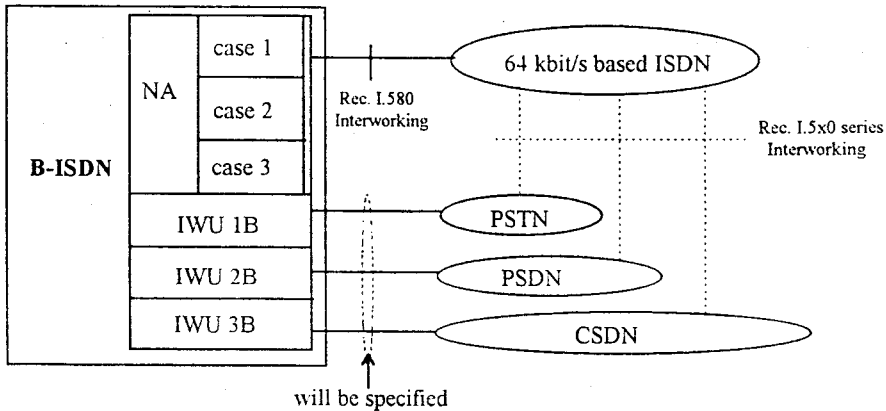 case 1
64 kbit/s based ISDN
NA
Rec. I.580
Interworking
case 2
Rec. I.5x0 series
Interworking
B-ISDN
case 3
IWU 1B
PSTN
IWU 2B
PSDN
IWU 3B
CSDN
will be specified